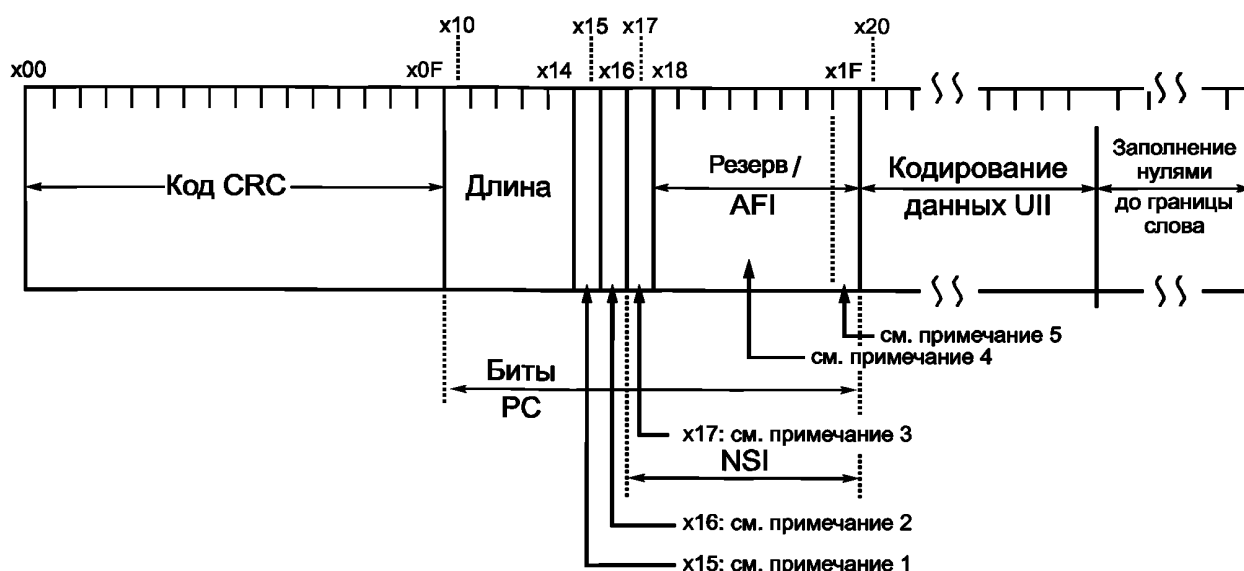 x10
x15
x17
x20
x00
x0F
x14
x16
x18
x1F
Код CRC
Длина
Резерв/
AFI
Кодирование
данных UII
Заполнение
нулями
до границы
слова
см. примечание 5
см. примечание 4
Биты
PC
x17: см. примечание 3
NSI
x16: см. примечание 2
x15: см. примечание 1